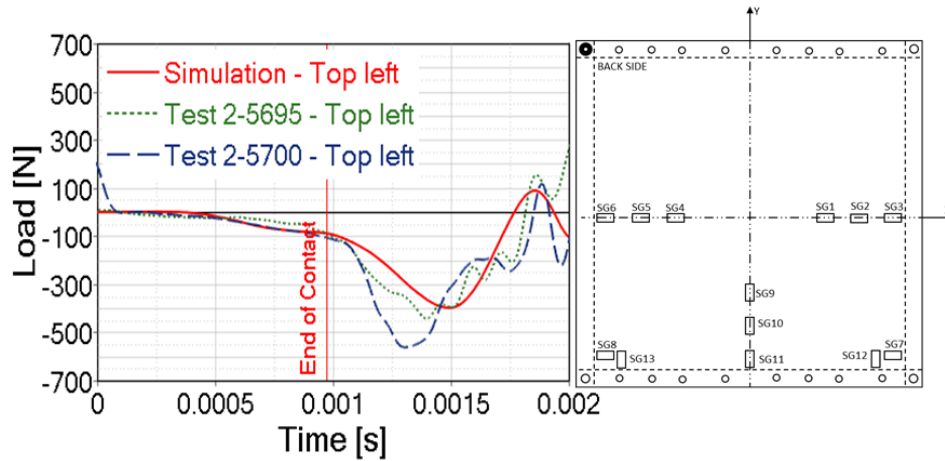 700
500
300
100
-100
-300
-500
-700
Load [N]
Simulation - Top left
Test 2-5695 - Top left
Test 2-5700 - Top left
End of Contact
0
0.0005
0.001
0.0015
0.002
Time [s]
Y
BACK SIDE
SG6
SG5
SG4
SG1
SG2
SG3
SG9
SG10
SG8
SG13
SG11
SG12
SG7